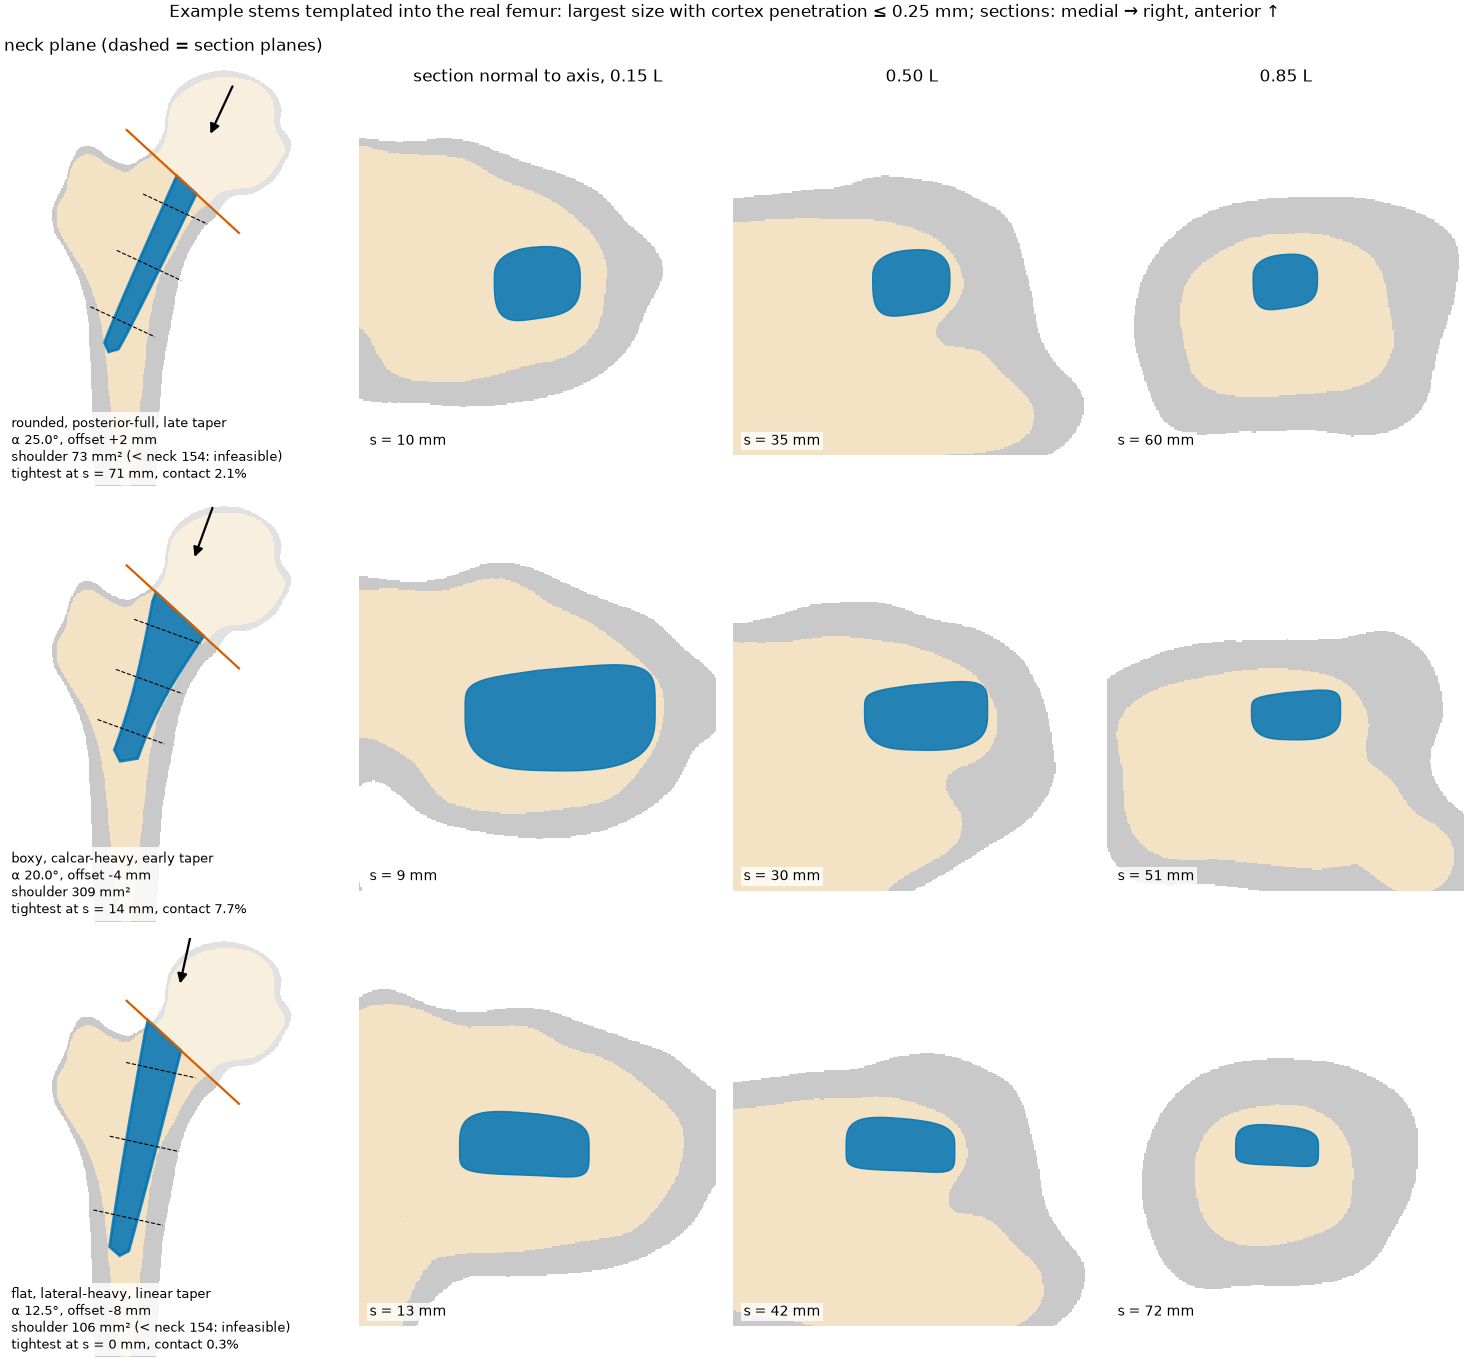 Example stems templated into the real femur: largest size with cortex penetration ≤ 0.25 mm; sections: medial → right, anterior ↑
neck plane (dashed = section planes)
section normal to axis, 0.15 L
0.50 L
0.85 L
rounded, posterior-full, late taper
α 25.0°, offset +2 mm
shoulder 73 mm² (< neck 154: infeasible)
tightest at s = 71 mm, contact 2.1%
s = 10 mm
s = 35 mm
s = 60 mm
boxy, calcar-heavy, early taper
α 20.0°, offset -4 mm
shoulder 309 mm²
tightest at s = 14 mm, contact 7.7%
s = 9 mm
s = 30 mm
s = 51 mm
flat, lateral-heavy, linear taper
α 12.5°, offset -8 mm
shoulder 106 mm² (< neck 154: infeasible)
tightest at s = 0 mm, contact 0.3%
s = 13 mm
s = 42 mm
s = 72 mm